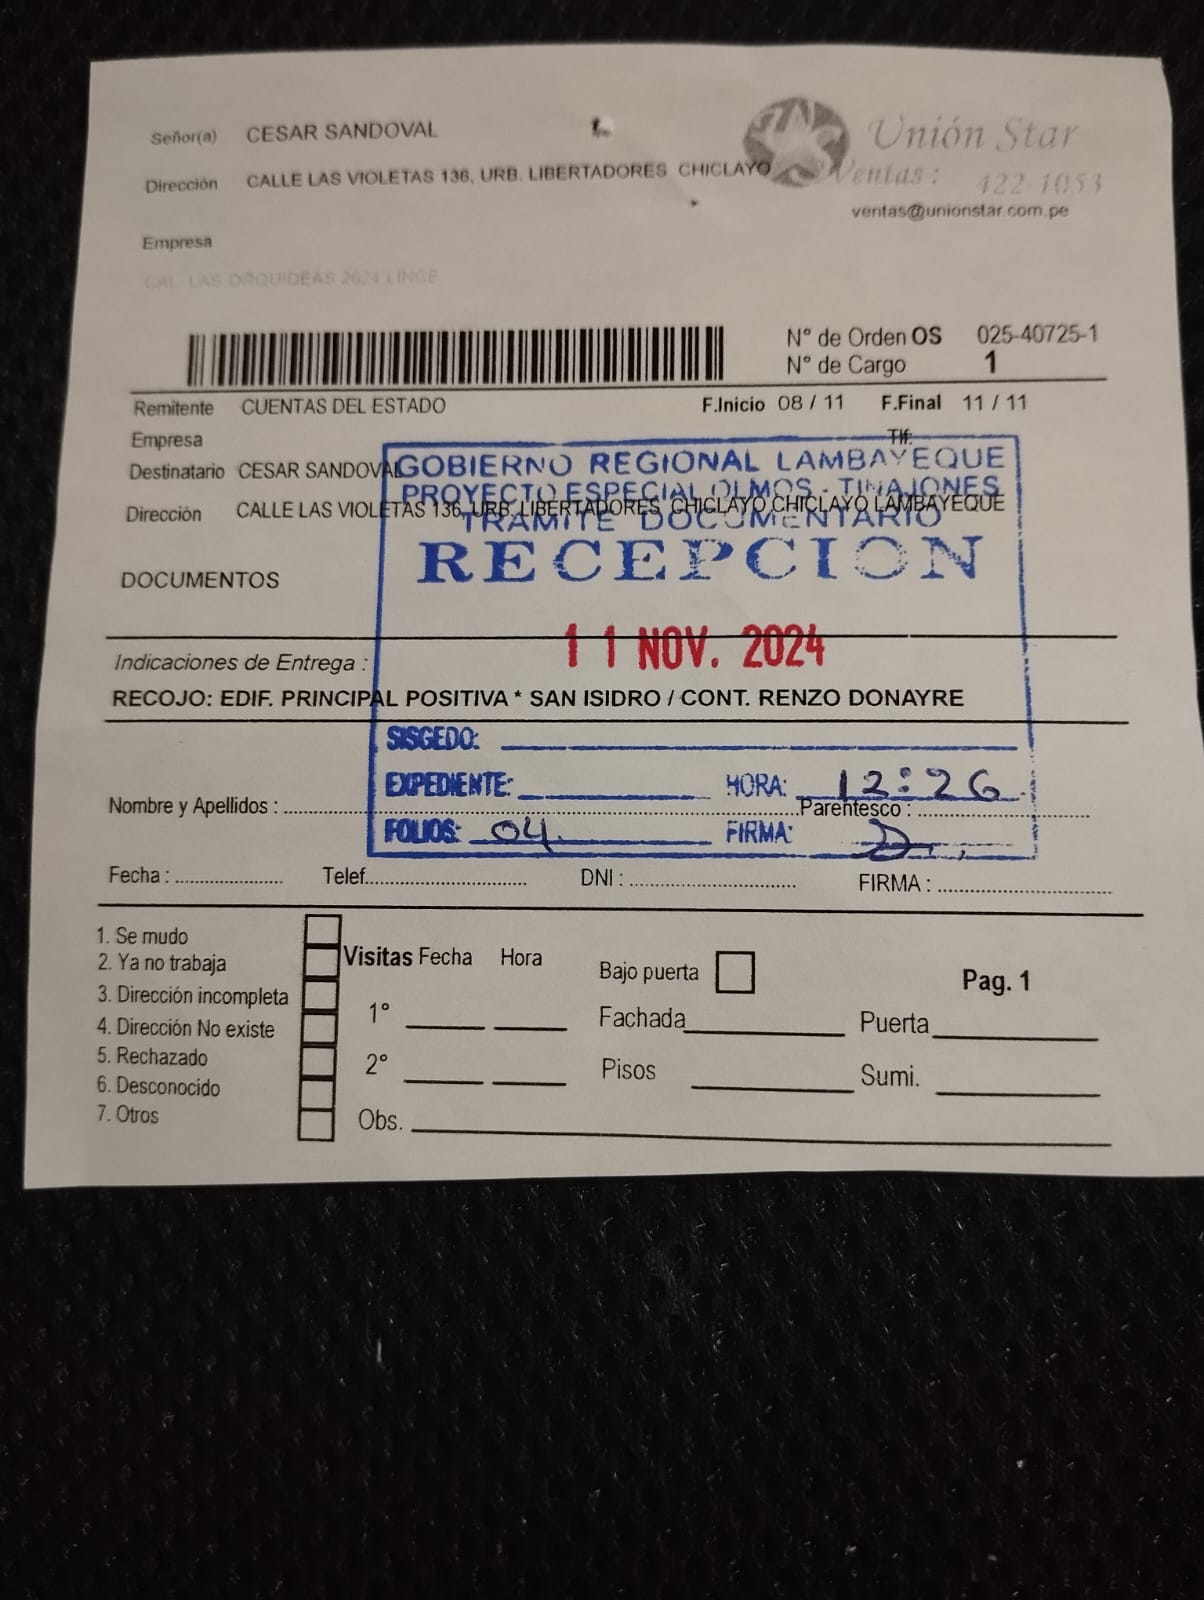 Señor(a) CESAR SANDOVAL
Unión Star
Dirección CALLE LAS VIOLETAS 136, URB. LIBERTADORES CHICLAYO
Ventas: 422-1053
ventas@unionstar.com.pe
Empresa
CAL. LAS ORQUIDEAS 2624 LINCE
N° de Orden OS 025-40725-1
N° de Cargo 1
Remitente CUENTAS DEL ESTADO F.Inicio 08 / 11 F.Final 11 / 11
Empresa Tlf:
Destinatario CESAR SANDOVAL
GOBIERNO REGIONAL LAMBAYEQUE
PROYECTO ESPECIAL OLMOS - TINAJONES
Dirección CALLE LAS VIOLETAS 136, URB. LIBERTADORES CHICLAYO CHICLAYO LAMBAYEQUE
TRAMITE DOCUMENTARIO
RECEPCION
DOCUMENTOS
11 NOV. 2024
Indicaciones de Entrega :
RECOJO: EDIF. PRINCIPAL POSITIVA * SAN ISIDRO / CONT. RENZO DONAYRE
SISGEDO:
EXPEDIENTE: HORA: 12:26
Nombre y Apellidos : Parentesco :
FOLIOS: 04 FIRMA:
Fecha : Telef. DNI : FIRMA :
1. Se mudo
2. Ya no trabaja
3. Dirección incompleta
4. Dirección No existe
5. Rechazado
6. Desconocido
7. Otros
Visitas Fecha Hora
1°
2°
Obs.
Bajo puerta
Pag. 1
Fachada Puerta
Pisos Sumi.